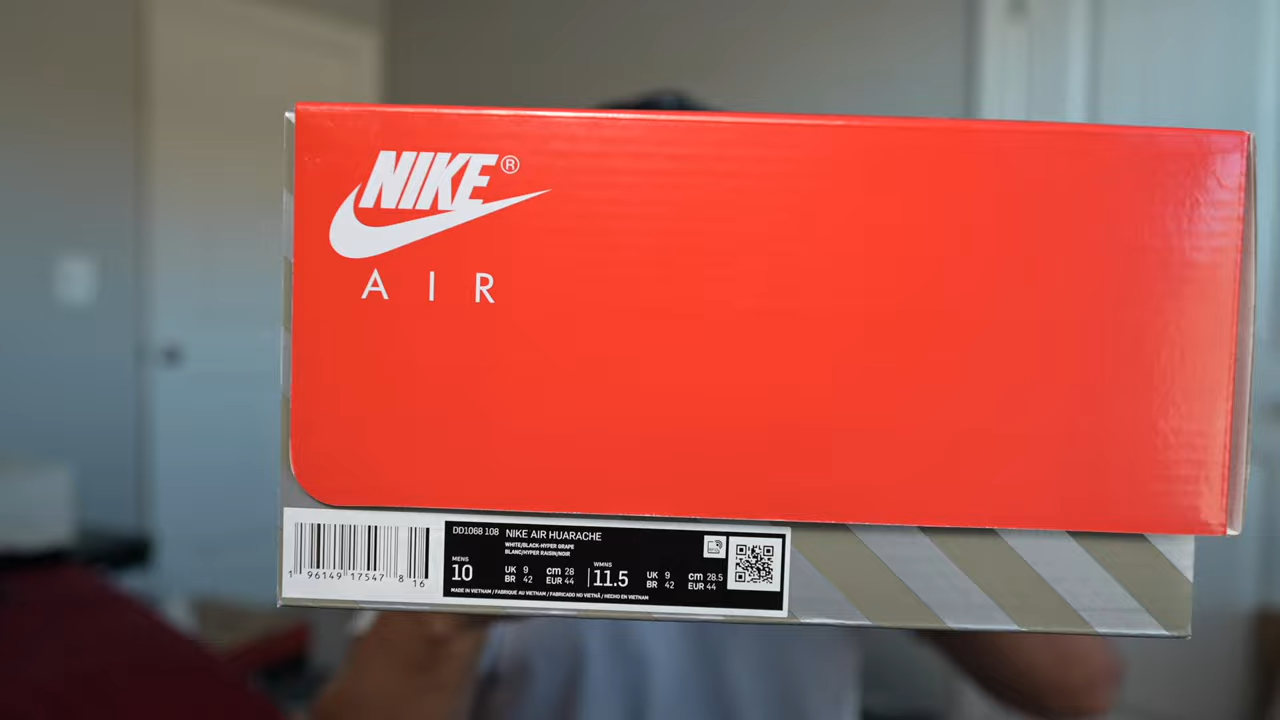 NIKE®
AIR
DD1068 108 NIKE AIR HUARACHE
WHITE/BLACK-HYPER GRAPE
BLANC/HYPER RAISIN/NOIR
MENS
10
UK 9
BR 42
cm 28
EUR 44
WMNS
11.5
UK 9
BR 42
cm 28.5
EUR 44
MADE IN VIETNAM / FABRIQUÉ AU VIETNAM / FABRICADO NO VIETNÃ / HECHO EN VIETNAM
1 96149 17547 8 16